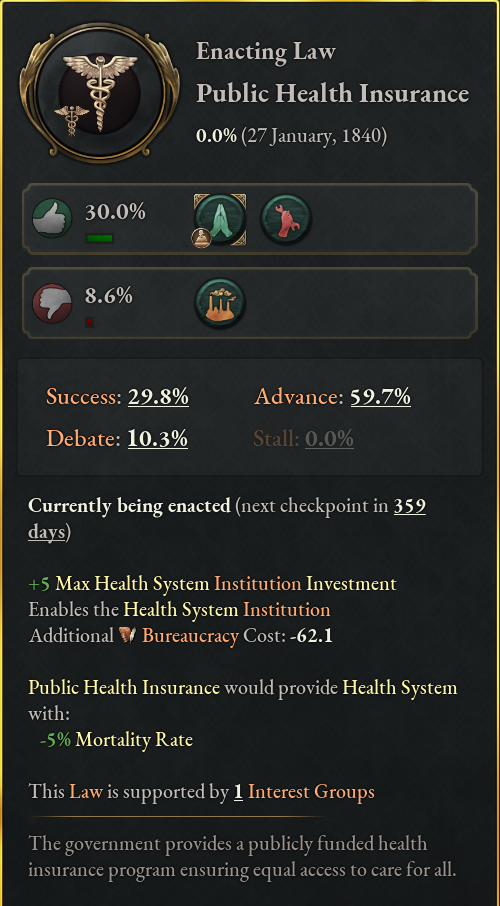 Enacting Law
Public Health Insurance
0.0% (27 January, 1840)
30.0%
8.6%
Success: 29.8% Advance: 59.7%
Debate: 10.3% Stall: 0.0%
Currently being enacted (next checkpoint in 359
days)
+5 Max Health System Institution Investment
Enables the Health System Institution
Additional Bureaucracy Cost: -62.1
Public Health Insurance would provide Health System
with:
-5% Mortality Rate
This Law is supported by 1 Interest Groups
The government provides a publicly funded health
insurance program ensuring equal access to care for all.